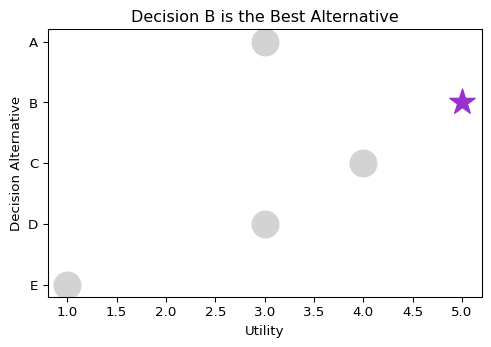 Decision B is the Best Alternative
Decision Alternative
A
B
C
D
E
1.0 1.5 2.0 2.5 3.0 3.5 4.0 4.5 5.0
Utility